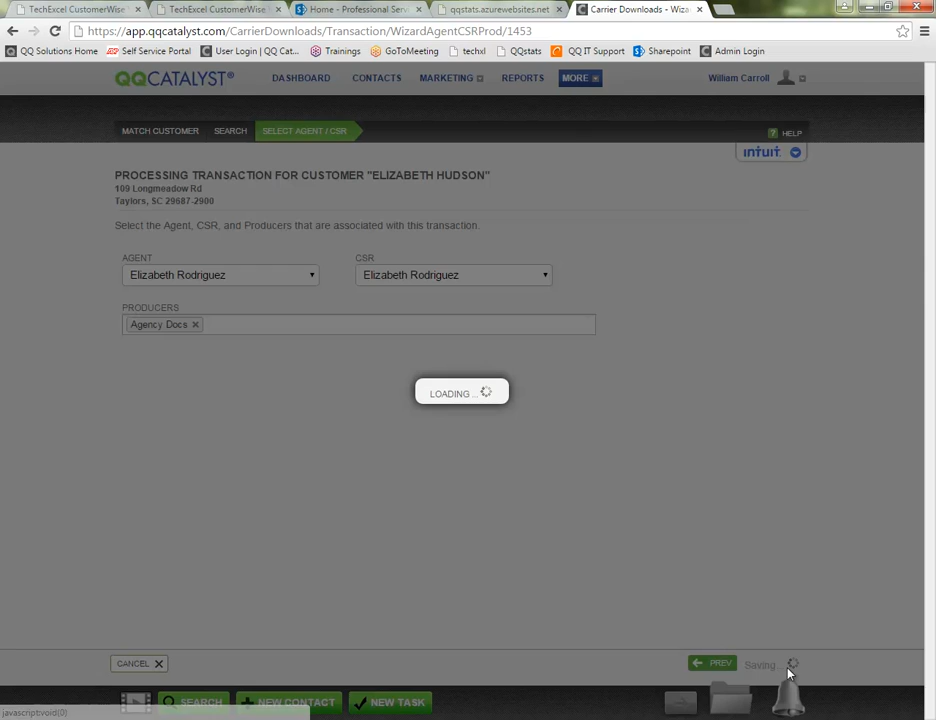 TechExcel CustomerWise
TechExcel CustomerWise
Home - Professional Serv
qqstats.azurewebsites.net
Carrier Downloads - Wiza
https://app.qqcatalyst.com/CarrierDownloads/Transaction/WizardAgentCSRProd/1453
QQ Solutions Home
Self Service Portal
User Login | QQ Cat...
Trainings
GoToMeeting
techxl
QQstats
QQ IT Support
Sharepoint
Admin Login
QQCATALYST®
DASHBOARD
CONTACTS
MARKETING
REPORTS
MORE
William Carroll
MATCH CUSTOMER
SEARCH
SELECT AGENT / CSR
? HELP
intuit
PROCESSING TRANSACTION FOR CUSTOMER "ELIZABETH HUDSON"
109 Longmeadow Rd
Taylors, SC 29687-2900
Select the Agent, CSR, and Producers that are associated with this transaction.
AGENT
CSR
Elizabeth Rodriguez
Elizabeth Rodriguez
PRODUCERS
Agency Docs
LOADING ...
CANCEL
PREV
Saving...
SEARCH
NEW CONTACT
NEW TASK
javascript:void(0)